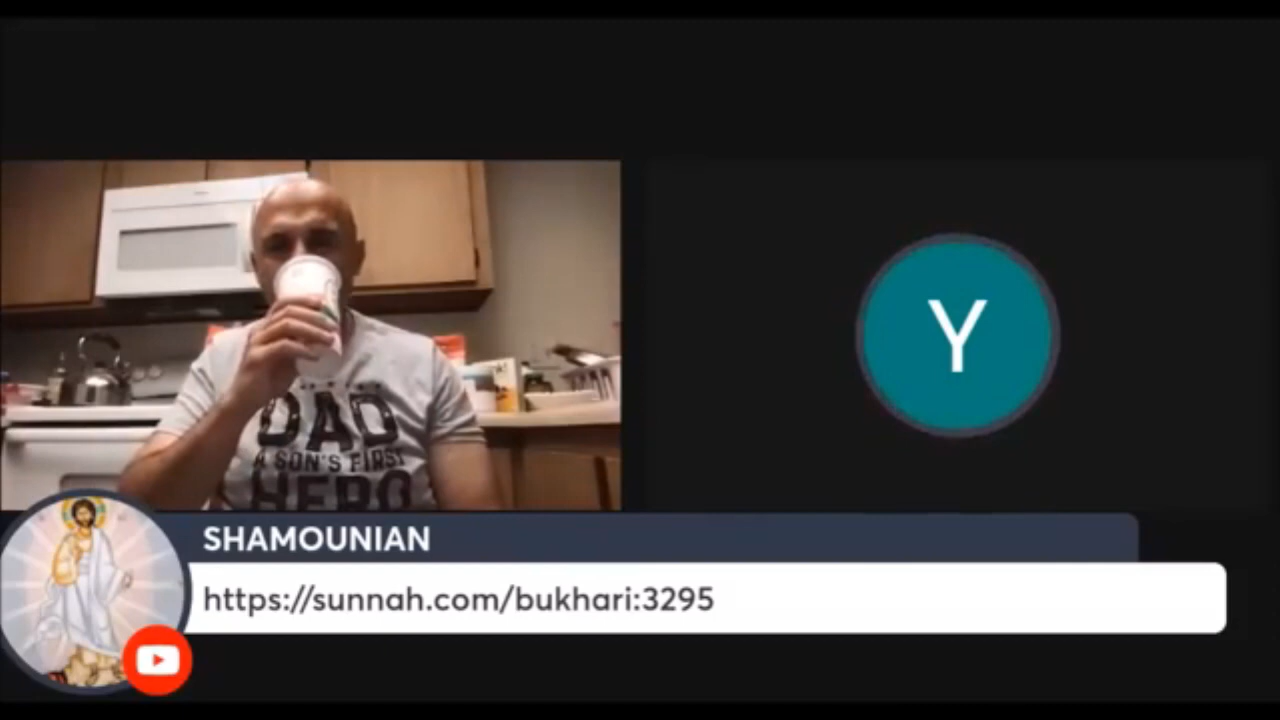 DAD
A SON'S FIRST
HERO
Y
SHAMOUNIAN
https://sunnah.com/bukhari:3295